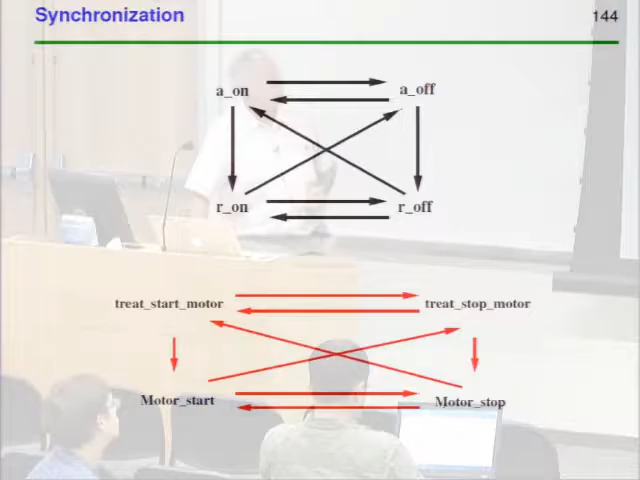 Synchronization 144
a_on a_off
r_on r_off
treat_start_motor treat_stop_motor
Motor_start Motor_stop